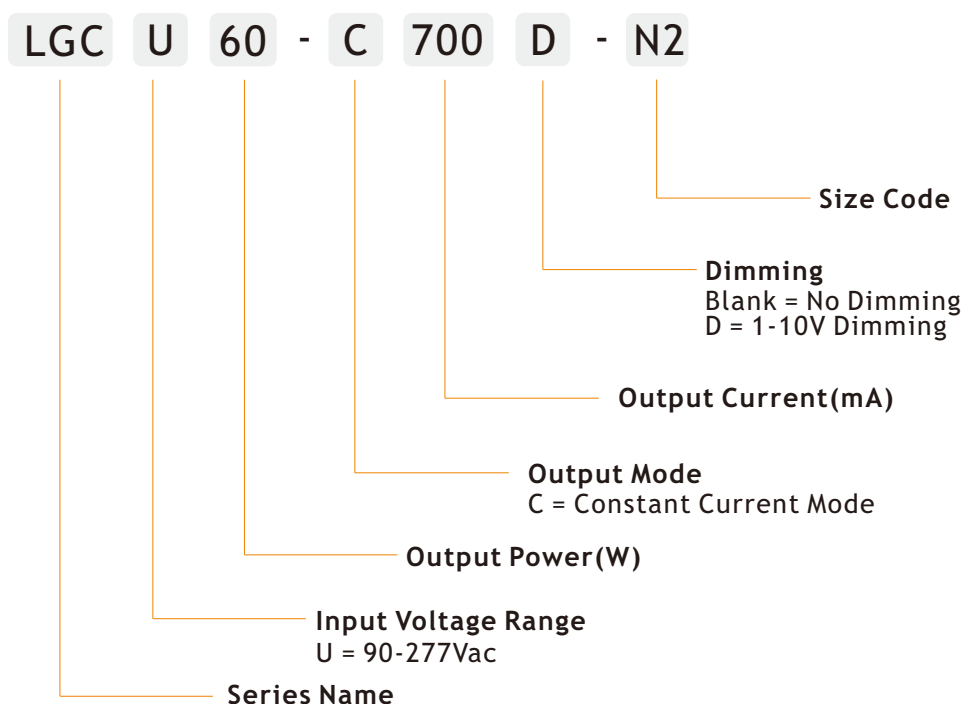 LGC U 60 - C 700 D - N2
Size Code
Dimming
Blank = No Dimming
D = 1-10V Dimming
Output Current(mA)
Output Mode
C = Constant Current Mode
Output Power(W)
Input Voltage Range
U = 90-277Vac
Series Name